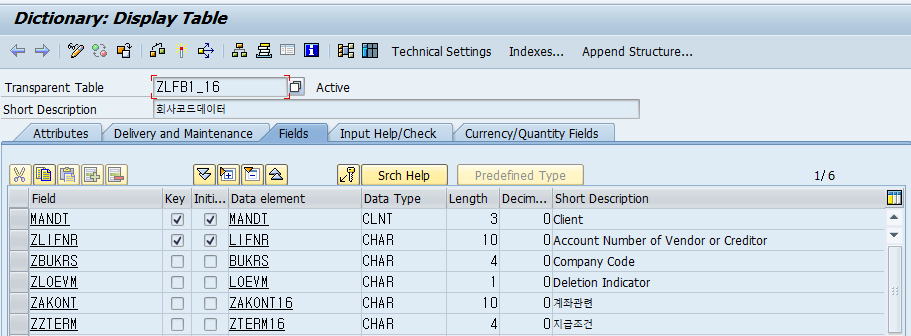 Dictionary: Display Table
Technical Settings Indexes... Append Structure...
Transparent Table ZLFB1_16 Active
Short Description 회사코드데이터
Attributes Delivery and Maintenance Fields Input Help/Check Currency/Quantity Fields
Srch Help Predefined Type 1/ 6
Field Key Initi... Data element Data Type Length Decim... Short Description
MANDT MANDT CLNT 3 0 Client
ZLIFNR LIFNR CHAR 10 0 Account Number of Vendor or Creditor
ZBUKRS BUKRS CHAR 4 0 Company Code
ZLOEVM LOEVM CHAR 1 0 Deletion Indicator
ZAKONT ZAKONT16 CHAR 10 0 계좌관련
ZZTERM ZTERM16 CHAR 4 0 지급조건